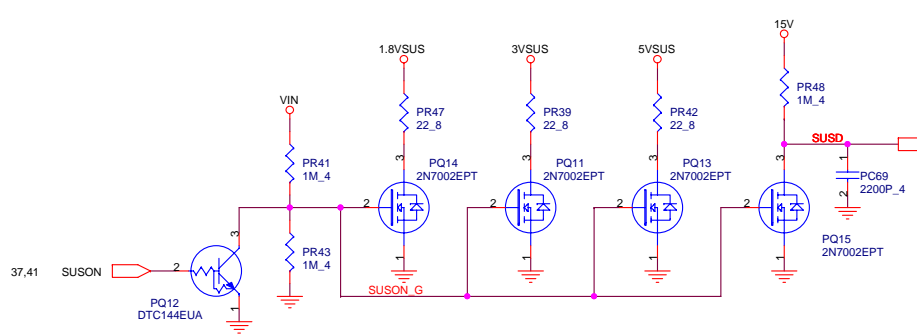 15V
1.8VSUS
3VSUS
5VSUS
PR48
1M_4
VIN
PR47
22_8
PR39
22_8
PR42
22_8
SUSD
3
3
3
3
1
PR41
1M_4
PQ14
2N7002EPT
PQ11
2N7002EPT
PQ13
2N7002EPT
PC69
2200P_4
2
2
2
2
2
3
PR43
1M_4
1
1
1
1
PQ15
2N7002EPT
37,41
SUSON
2
SUSON_G
1
PQ12
DTC144EUA